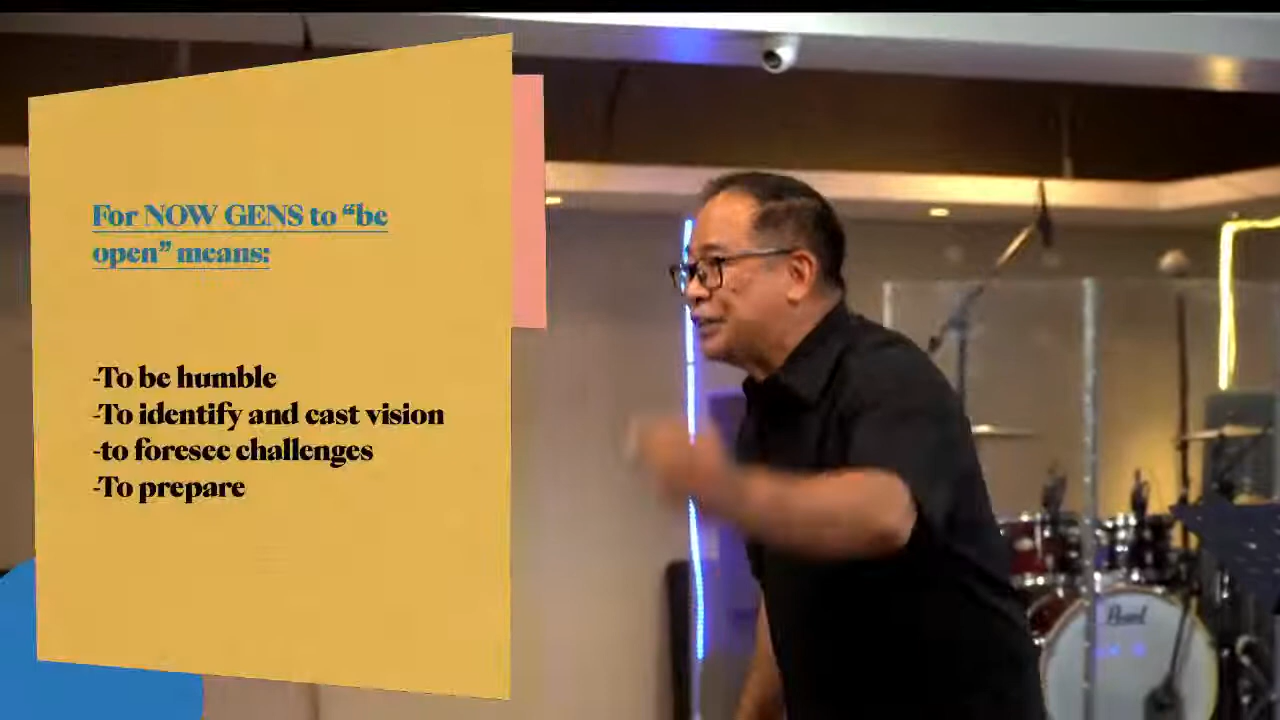 For NOW GENS to “be
open” means:
-To be humble
-To identify and cast vision
-to foresee challenges
-To prepare
Pearl